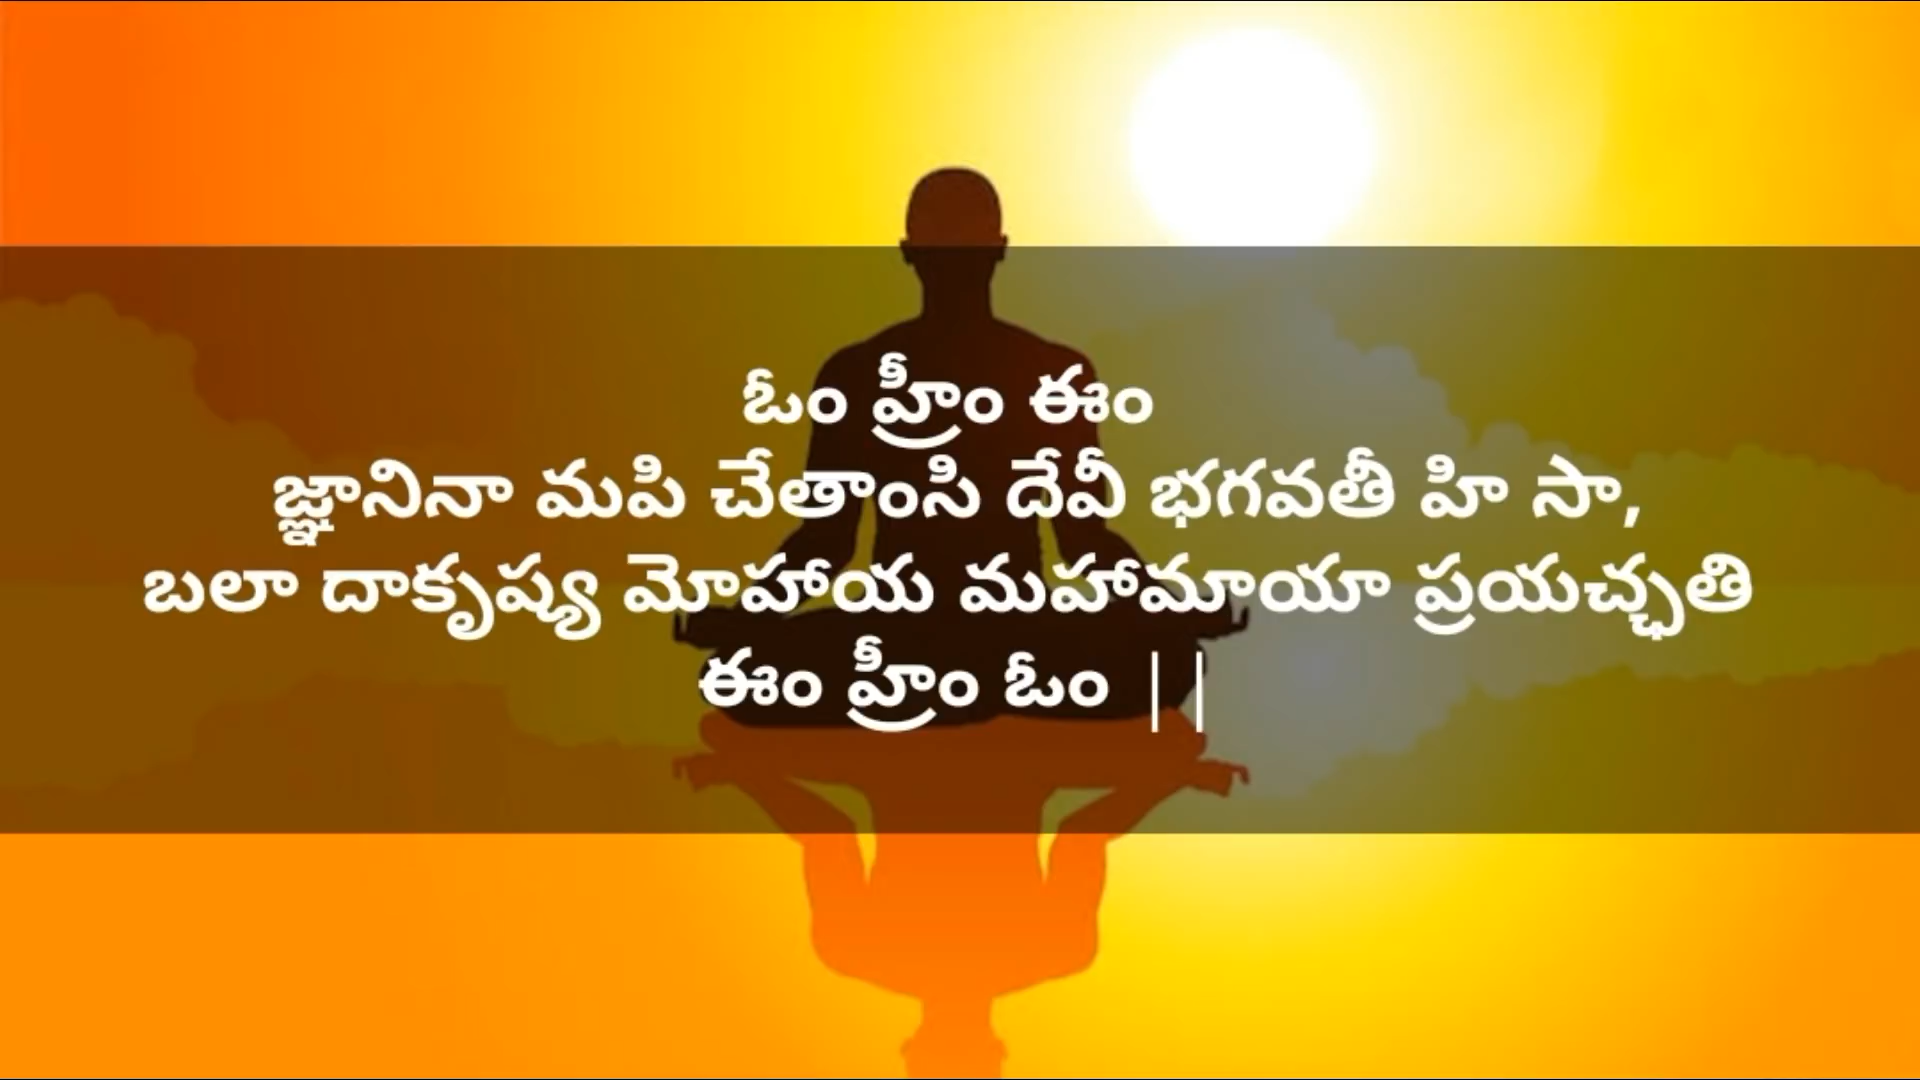 ఓం హ్రీం ఈం
జ్ఞానినా మపి చేతాంసి దేవీ భగవతీ హి సా,
బలా దాకృష్య మోహాయ మహామాయా ప్రయచ్ఛతి
ఈం హ్రీం ఓం ||